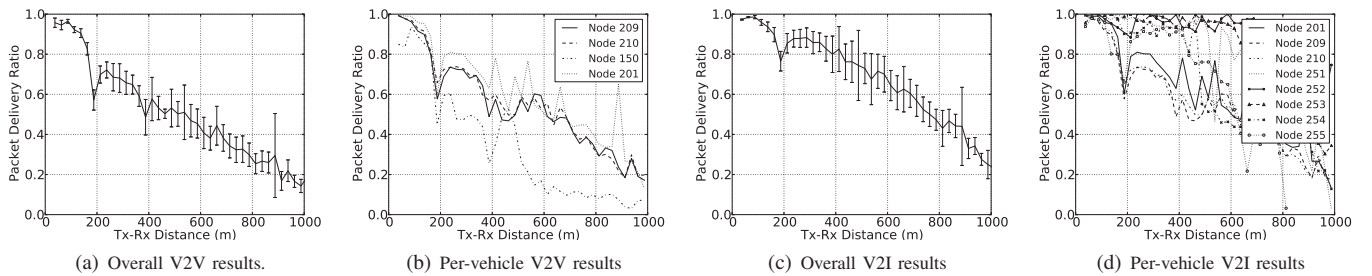 Packet Delivery Ratio
1.0
0.8
0.6
0.4
0.2
0.0
0 200 400 600 800 1000
Tx-Rx Distance (m)
(a) Overall V2V results.
Packet Delivery Ratio
1.0
0.8
0.6
0.4
0.2
0.0
0 200 400 600 800 1000
Tx-Rx Distance (m)
Node 209
Node 210
Node 150
Node 201
(b) Per-vehicle V2V results
Packet Delivery Ratio
1.0
0.8
0.6
0.4
0.2
0.0
0 200 400 600 800 1000
Tx-Rx Distance (m)
(c) Overall V2I results
Packet Delivery Ratio
1.0
0.8
0.6
0.4
0.2
0.0
0 200 400 600 800 1000
Tx-Rx Distance (m)
Node 201
Node 209
Node 210
Node 251
Node 252
Node 253
Node 254
Node 255
(d) Per-vehicle V2I results